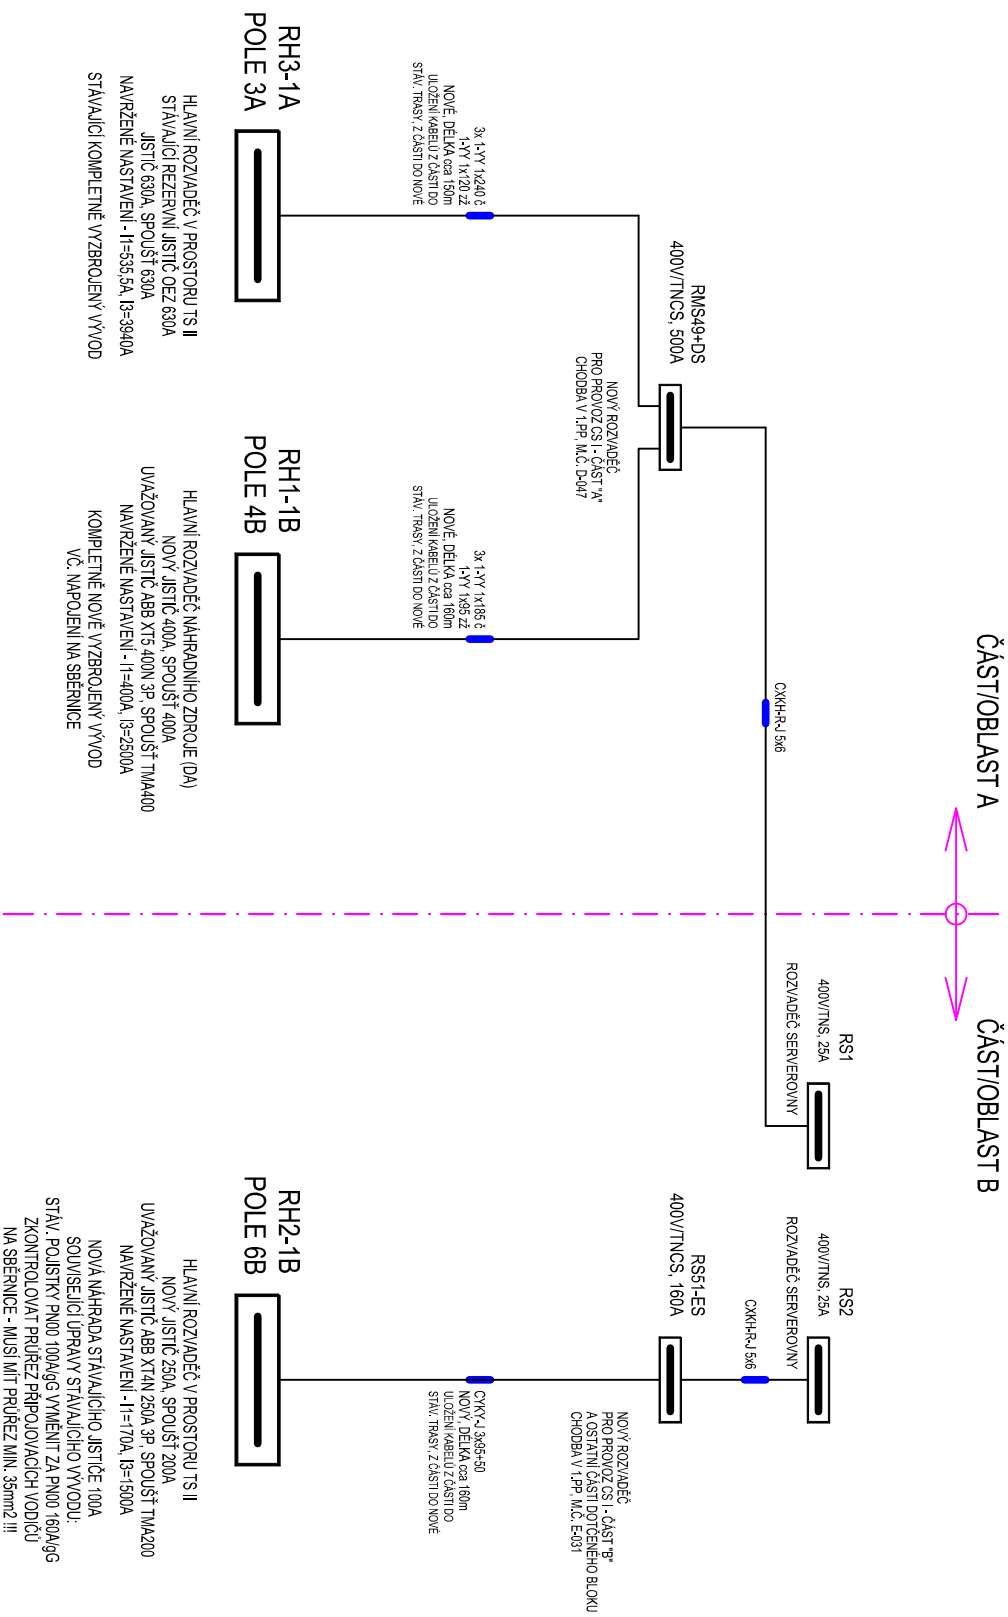 ČÁST/OBLAST A
ČÁST/OBLAST B
RS1
400V/TNS, 25A
ROZVADĚČ SERVEROVNY
RS2
400V/TNS, 25A
ROZVADĚČ SERVEROVNY
CXKH-R-J 5x6
CXKH-R-J 5x6
RMS49+DS
400V/TNCS, 500A
NOVÝ ROZVADĚČ
PRO PROVOZ CS I - ČÁST "A"
CHODBA V 1.PP, M.Č. D-047
RS51-ES
400V/TNCS, 160A
NOVÝ ROZVADĚČ
PRO PROVOZ CS I - ČÁST "B"
A OSTATNÍ ČÁSTI DOTČENÉHO BLOKU
CHODBA V 1.PP, M.Č. E-031
3x 1-YY 1x240 č
1-YY 1x120 zž
NOVÉ, DÉLKA cca 150m
ULOŽENÍ KABELŮ Z ČÁSTI DO
STÁV. TRASY, Z ČÁSTI DO NOVÉ
3x 1-YY 1x185 č
1-YY 1x95 zž
NOVÉ, DÉLKA cca 160m
ULOŽENÍ KABELŮ Z ČÁSTI DO
STÁV. TRASY, Z ČÁSTI DO NOVÉ
CYKY-J 3x95+50
NOVÝ, DÉLKA cca 160m
ULOŽENÍ KABELŮ Z ČÁSTI DO
STÁV. TRASY, Z ČÁSTI DO NOVÉ
RH3-1A
POLE 3A
HLAVNÍ ROZVADĚČ V PROSTORU TS II
STÁVAJÍCÍ REZERVNÍ JISTIČ OEZ 630A
JISTIČ 630A, SPOUŠŤ 630A
NAVRŽENÉ NASTAVENÍ - I1=535,5A, I3=3940A
STÁVAJÍCÍ KOMPLETNĚ VYZBROJENÝ VÝVOD
RH1-1B
POLE 4B
HLAVNÍ ROZVADĚČ NÁHRADNÍHO ZDROJE (DA)
NOVÝ JISTIČ 400A, SPOUŠŤ 400A
UVAŽOVANÝ JISTIČ ABB XT5 400N 3P, SPOUŠŤ TMA400
NAVRŽENÉ NASTAVENÍ - I1=400A, I3=2500A
KOMPLETNĚ NOVĚ VYZBROJENÝ VÝVOD
VČ. NAPOJENÍ NA SBĚRNICE
RH2-1B
POLE 6B
HLAVNÍ ROZVADĚČ V PROSTORU TS II
NOVÝ JISTIČ 250A, SPOUŠŤ 200A
UVAŽOVANÝ JISTIČ ABB XT4N 250A 3P, SPOUŠŤ TMA200
NAVRŽENÉ NASTAVENÍ - I1=170A, I3=1500A
NOVÁ NÁHRADA STÁVAJÍCÍHO JISTIČE 100A
SOUVISEJÍCÍ ÚPRAVY STÁVAJÍCÍHO VÝVODU:
STÁV. POJISTKY PN00 100A/gG VYMĚNIT ZA PN00 160A/gG
ZKONTROLOVAT PRŮŘEZ PŘIPOJOVACÍCH VODIČŮ
NA SBĚRNICE - MUSÍ MÍT PRŮŘEZ MIN. 35mm2 !!!